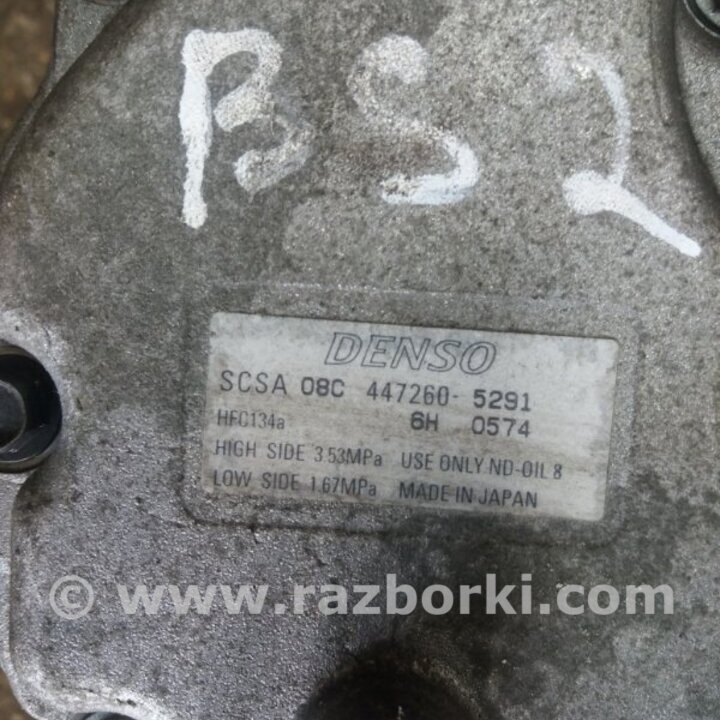 BS2
DENSO
SCSA 08C 447260- 5291
HFC134a 6H 0574
HIGH SIDE 3.53MPa USE ONLY ND-OIL 8
LOW SIDE 1.67MPa MADE IN JAPAN
© www.razborki.com